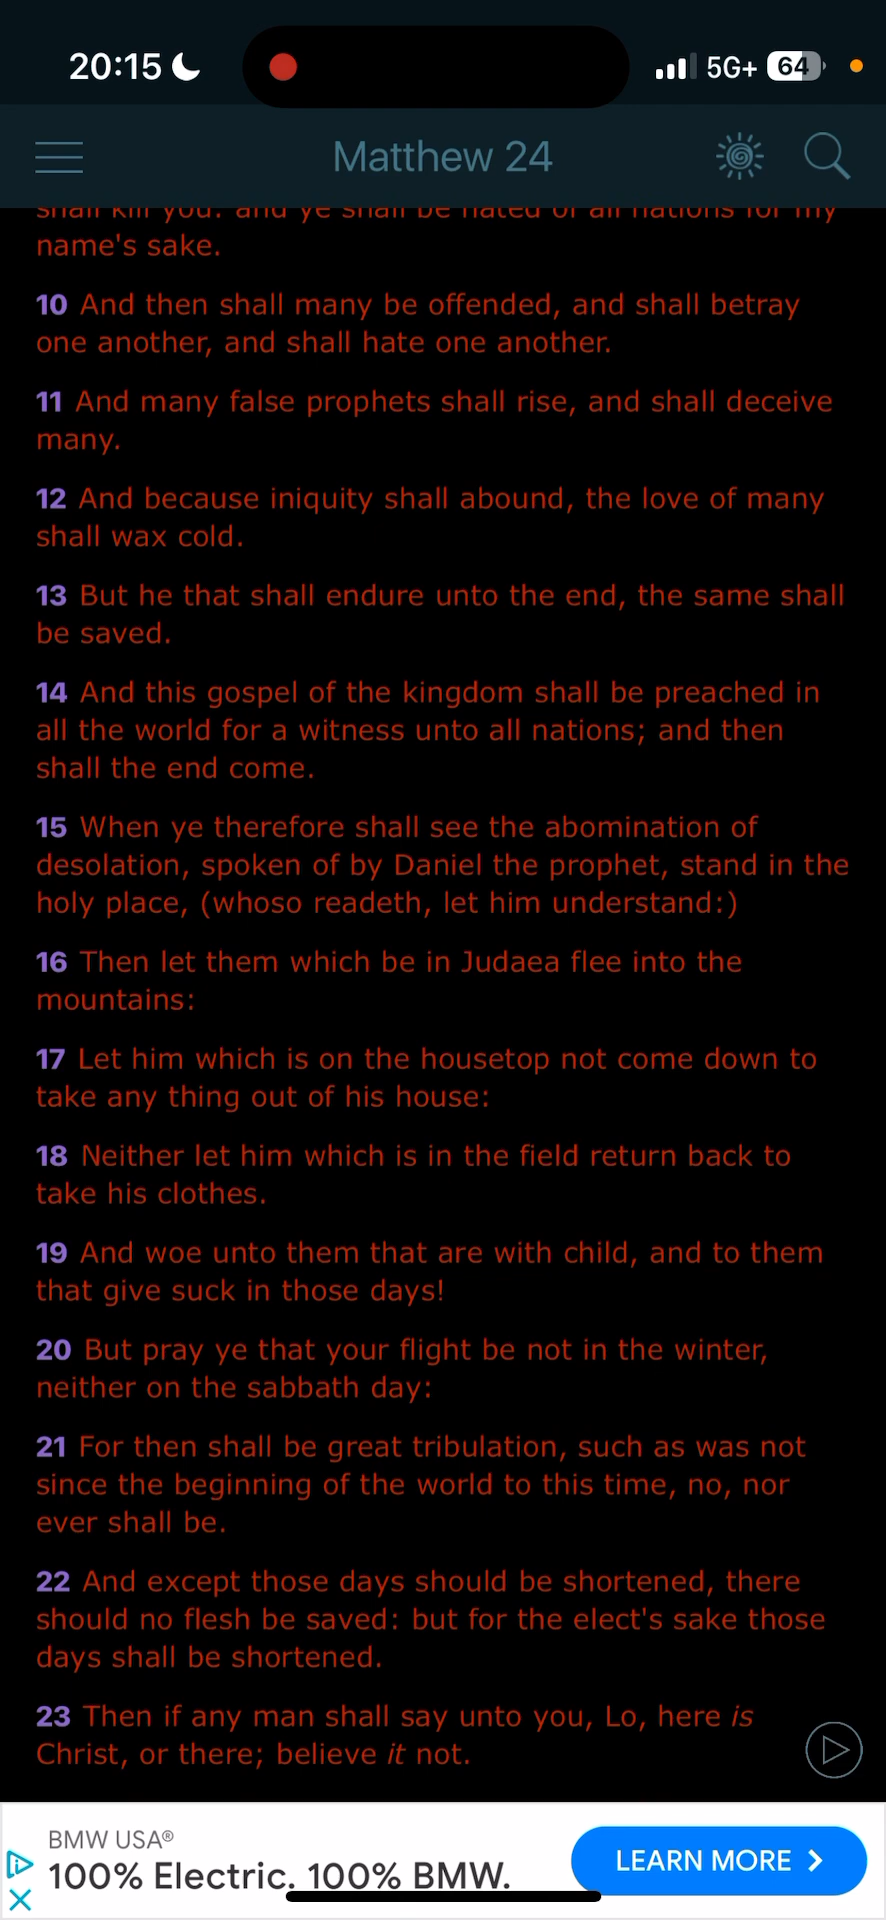 20:15
5G+
64
Matthew 24
shall kill you: and ye shall be hated of all nations for my
name's sake.
10 And then shall many be offended, and shall betray
one another, and shall hate one another.
11 And many false prophets shall rise, and shall deceive
many.
12 And because iniquity shall abound, the love of many
shall wax cold.
13 But he that shall endure unto the end, the same shall
be saved.
14 And this gospel of the kingdom shall be preached in
all the world for a witness unto all nations; and then
shall the end come.
15 When ye therefore shall see the abomination of
desolation, spoken of by Daniel the prophet, stand in the
holy place, (whoso readeth, let him understand:)
16 Then let them which be in Judaea flee into the
mountains:
17 Let him which is on the housetop not come down to
take any thing out of his house:
18 Neither let him which is in the field return back to
take his clothes.
19 And woe unto them that are with child, and to them
that give suck in those days!
20 But pray ye that your flight be not in the winter,
neither on the sabbath day:
21 For then shall be great tribulation, such as was not
since the beginning of the world to this time, no, nor
ever shall be.
22 And except those days should be shortened, there
should no flesh be saved: but for the elect's sake those
days shall be shortened.
23 Then if any man shall say unto you, Lo, here is
Christ, or there; believe it not.
BMW USA®
100% Electric. 100% BMW.
LEARN MORE